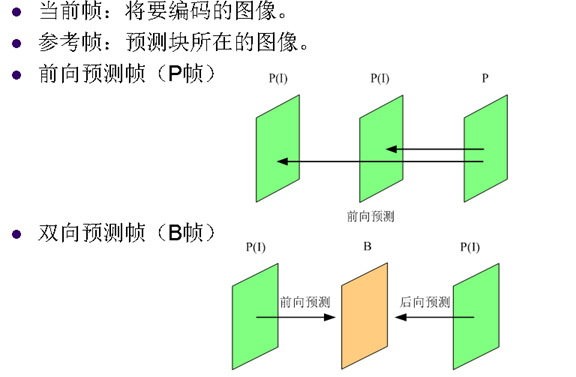 当前帧：将要编码的图像。
参考帧：预测块所在的图像。
前向预测帧（P帧）
P(I) P(I) P
前向预测
双向预测帧（B帧）
P(I) B P(I)
前向预测 后向预测